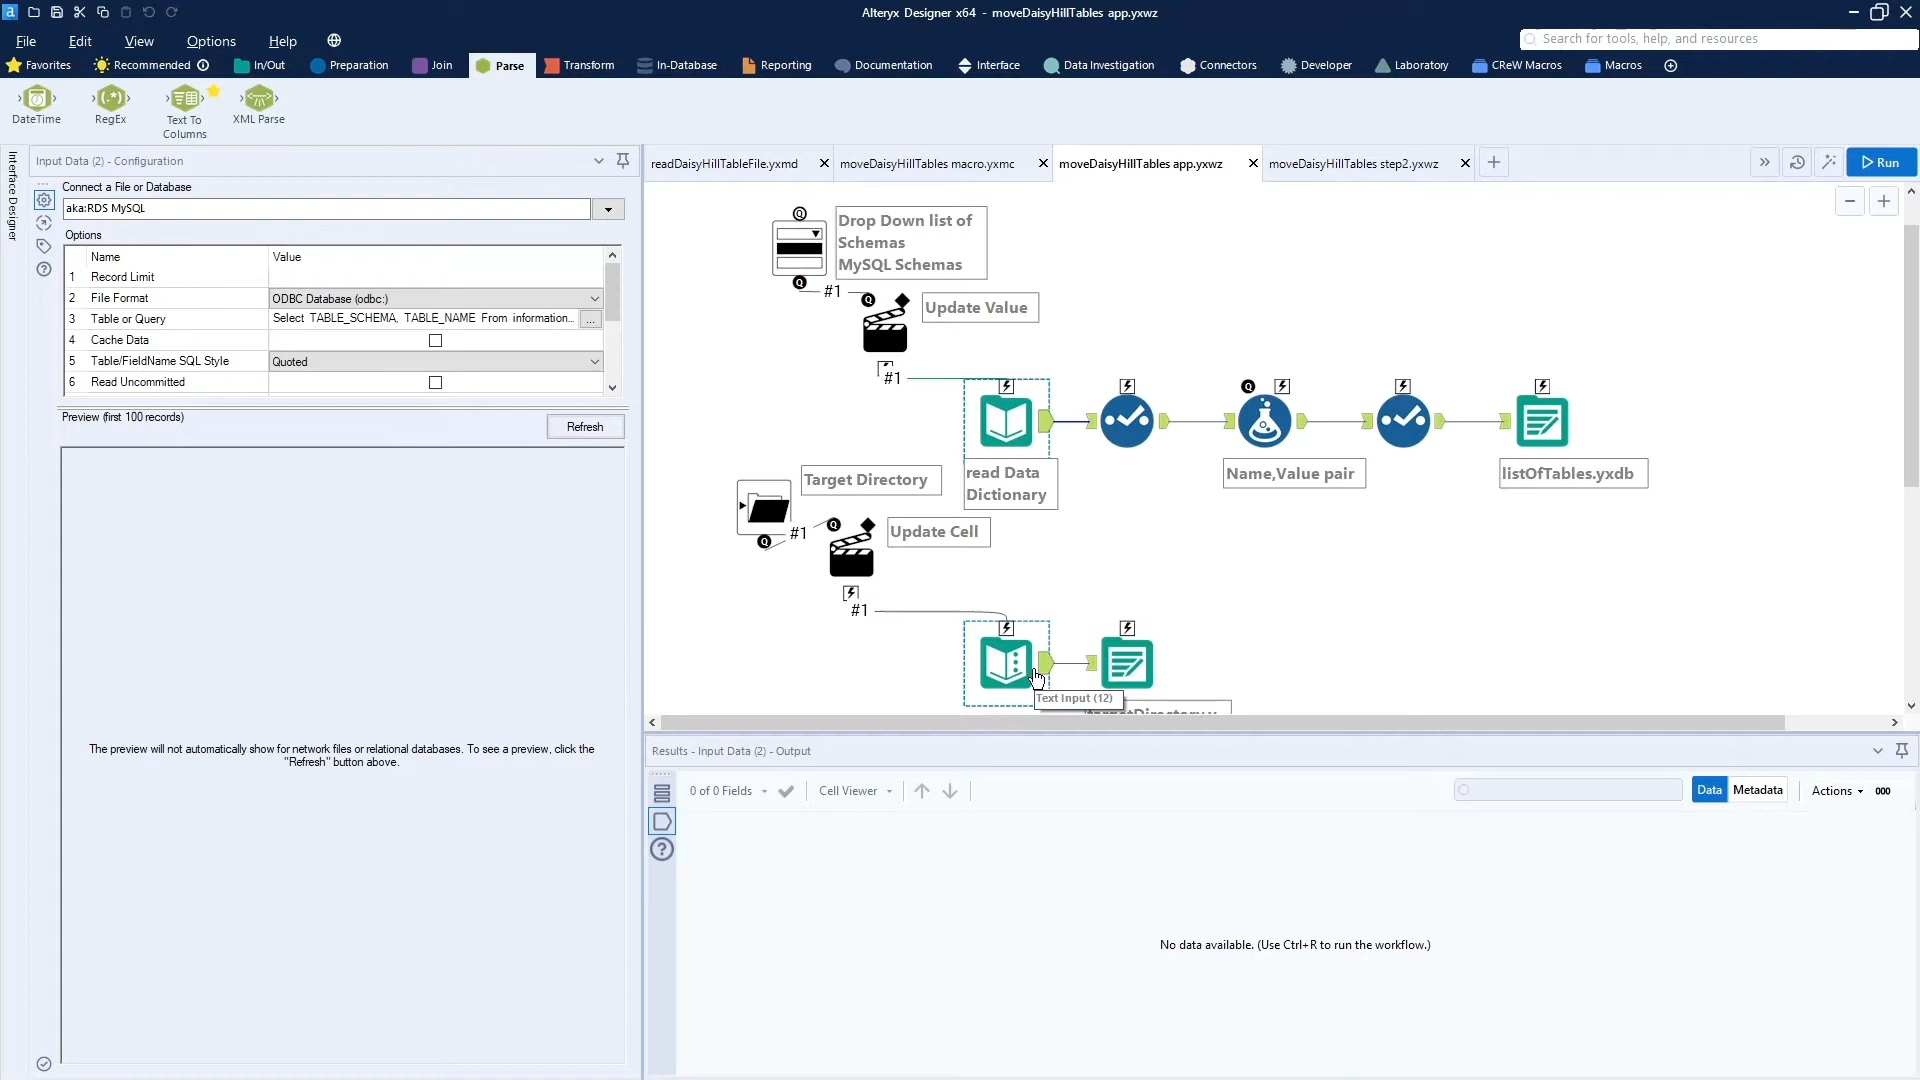 Alteryx Designer x64 - moveDaisyHillTables app.yxwz
File Edit View Options Help
Search for tools, help, and resources
Favorites Recommended In/Out Preparation Join Parse Transform In-Database Reporting Documentation Interface Data Investigation Connectors Developer Laboratory CReW Macros Macros
DateTime RegEx Text To Columns XML Parse
Interface Designer
Input Data (2) - Configuration
readDaisyHillTableFile.yxmd moveDaisyHillTables macro.yxmc moveDaisyHillTables app.yxwz moveDaisyHillTables step2.yxwz
Run
Connect a File or Database
aka:RDS MySQL
Options
Name Value
1 Record Limit
2 File Format ODBC Database (odbc:)
3 Table or Query Select TABLE_SCHEMA, TABLE_NAME From information... ...
4 Cache Data
5 Table/FieldName SQL Style Quoted
6 Read Uncommitted
Preview (first 100 records)
Refresh
The preview will not automatically show for network files or relational databases. To see a preview, click the
"Refresh" button above.
Drop Down list of
Schemas
MySQL Schemas
#1
Update Value
#1
read Data
Dictionary
Name,Value pair
listOfTables.yxdb
Target Directory
#1
Update Cell
#1
Text Input (12)
Results - Input Data (2) - Output
0 of 0 Fields Cell Viewer Data Metadata Actions 000
No data available. (Use Ctrl+R to run the workflow.)